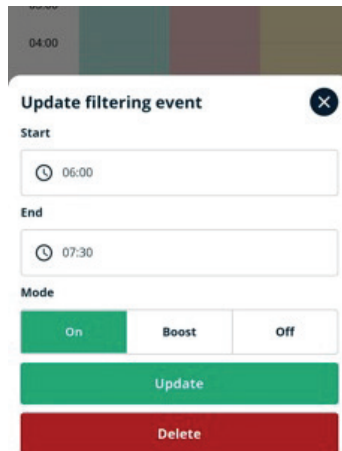 04:00
Update filtering event
Start
06:00
End
07:30
Mode
On Boost Off
Update
Delete